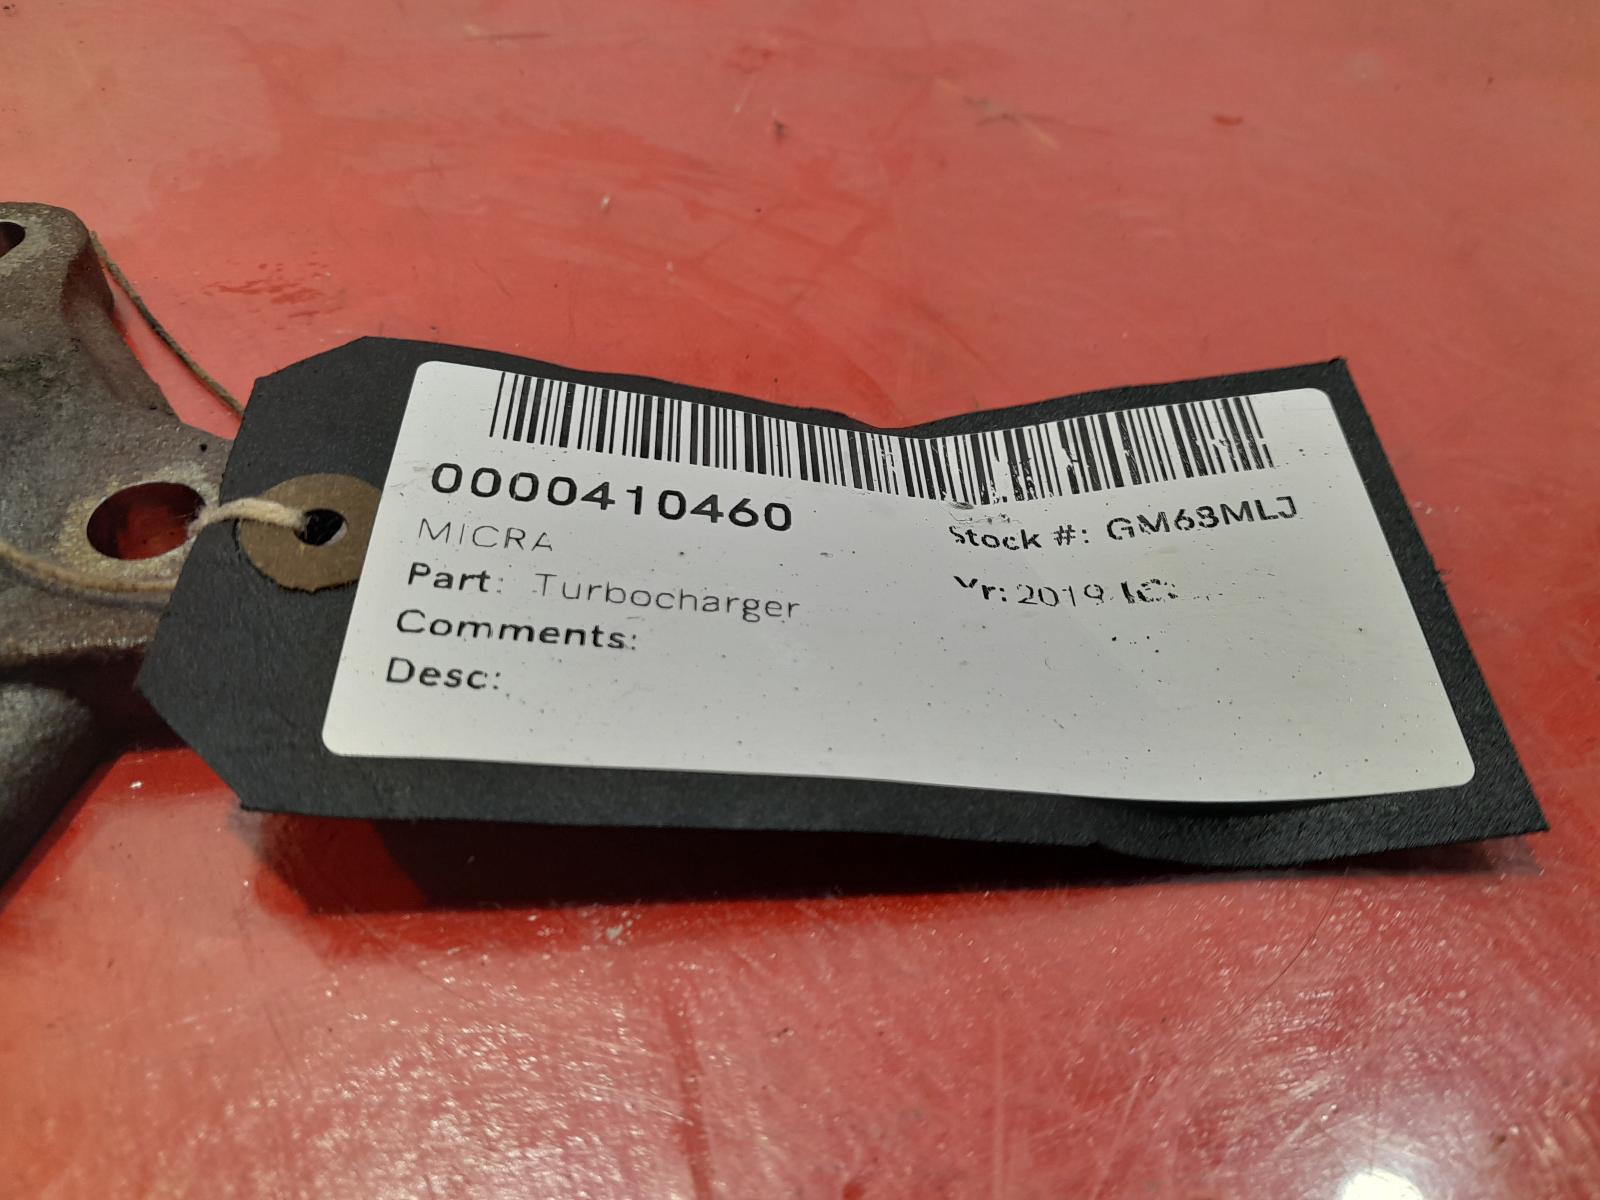 0000410460
MICRA
Part: Turbocharger
Comments:
Desc:
Stock #: GM68MLJ
Yr: 2019